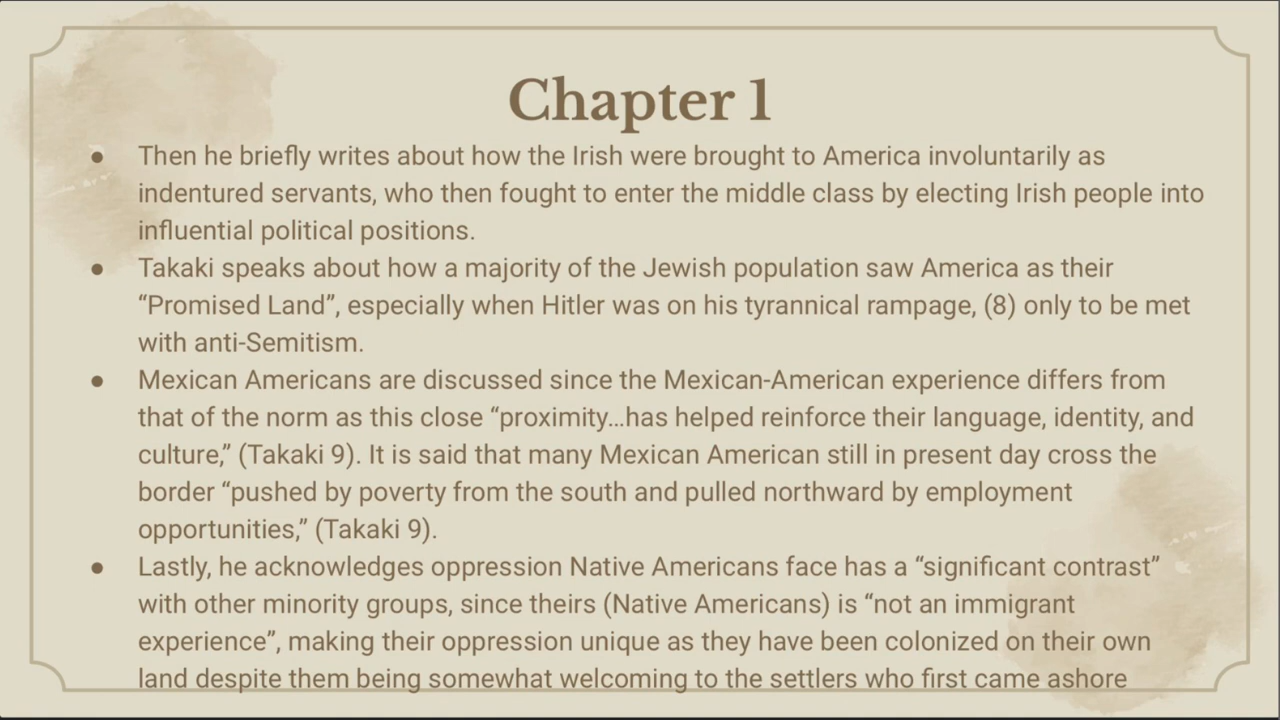 Chapter 1
● Then he briefly writes about how the Irish were brought to America involuntarily as
indentured servants, who then fought to enter the middle class by electing Irish people into
influential political positions.
● Takaki speaks about how a majority of the Jewish population saw America as their
“Promised Land”, especially when Hitler was on his tyrannical rampage, (8) only to be met
with anti-Semitism.
● Mexican Americans are discussed since the Mexican-American experience differs from
that of the norm as this close “proximity...has helped reinforce their language, identity, and
culture,” (Takaki 9). It is said that many Mexican American still in present day cross the
border “pushed by poverty from the south and pulled northward by employment
opportunities,” (Takaki 9).
● Lastly, he acknowledges oppression Native Americans face has a “significant contrast”
with other minority groups, since theirs (Native Americans) is “not an immigrant
experience”, making their oppression unique as they have been colonized on their own
land despite them being somewhat welcoming to the settlers who first came ashore